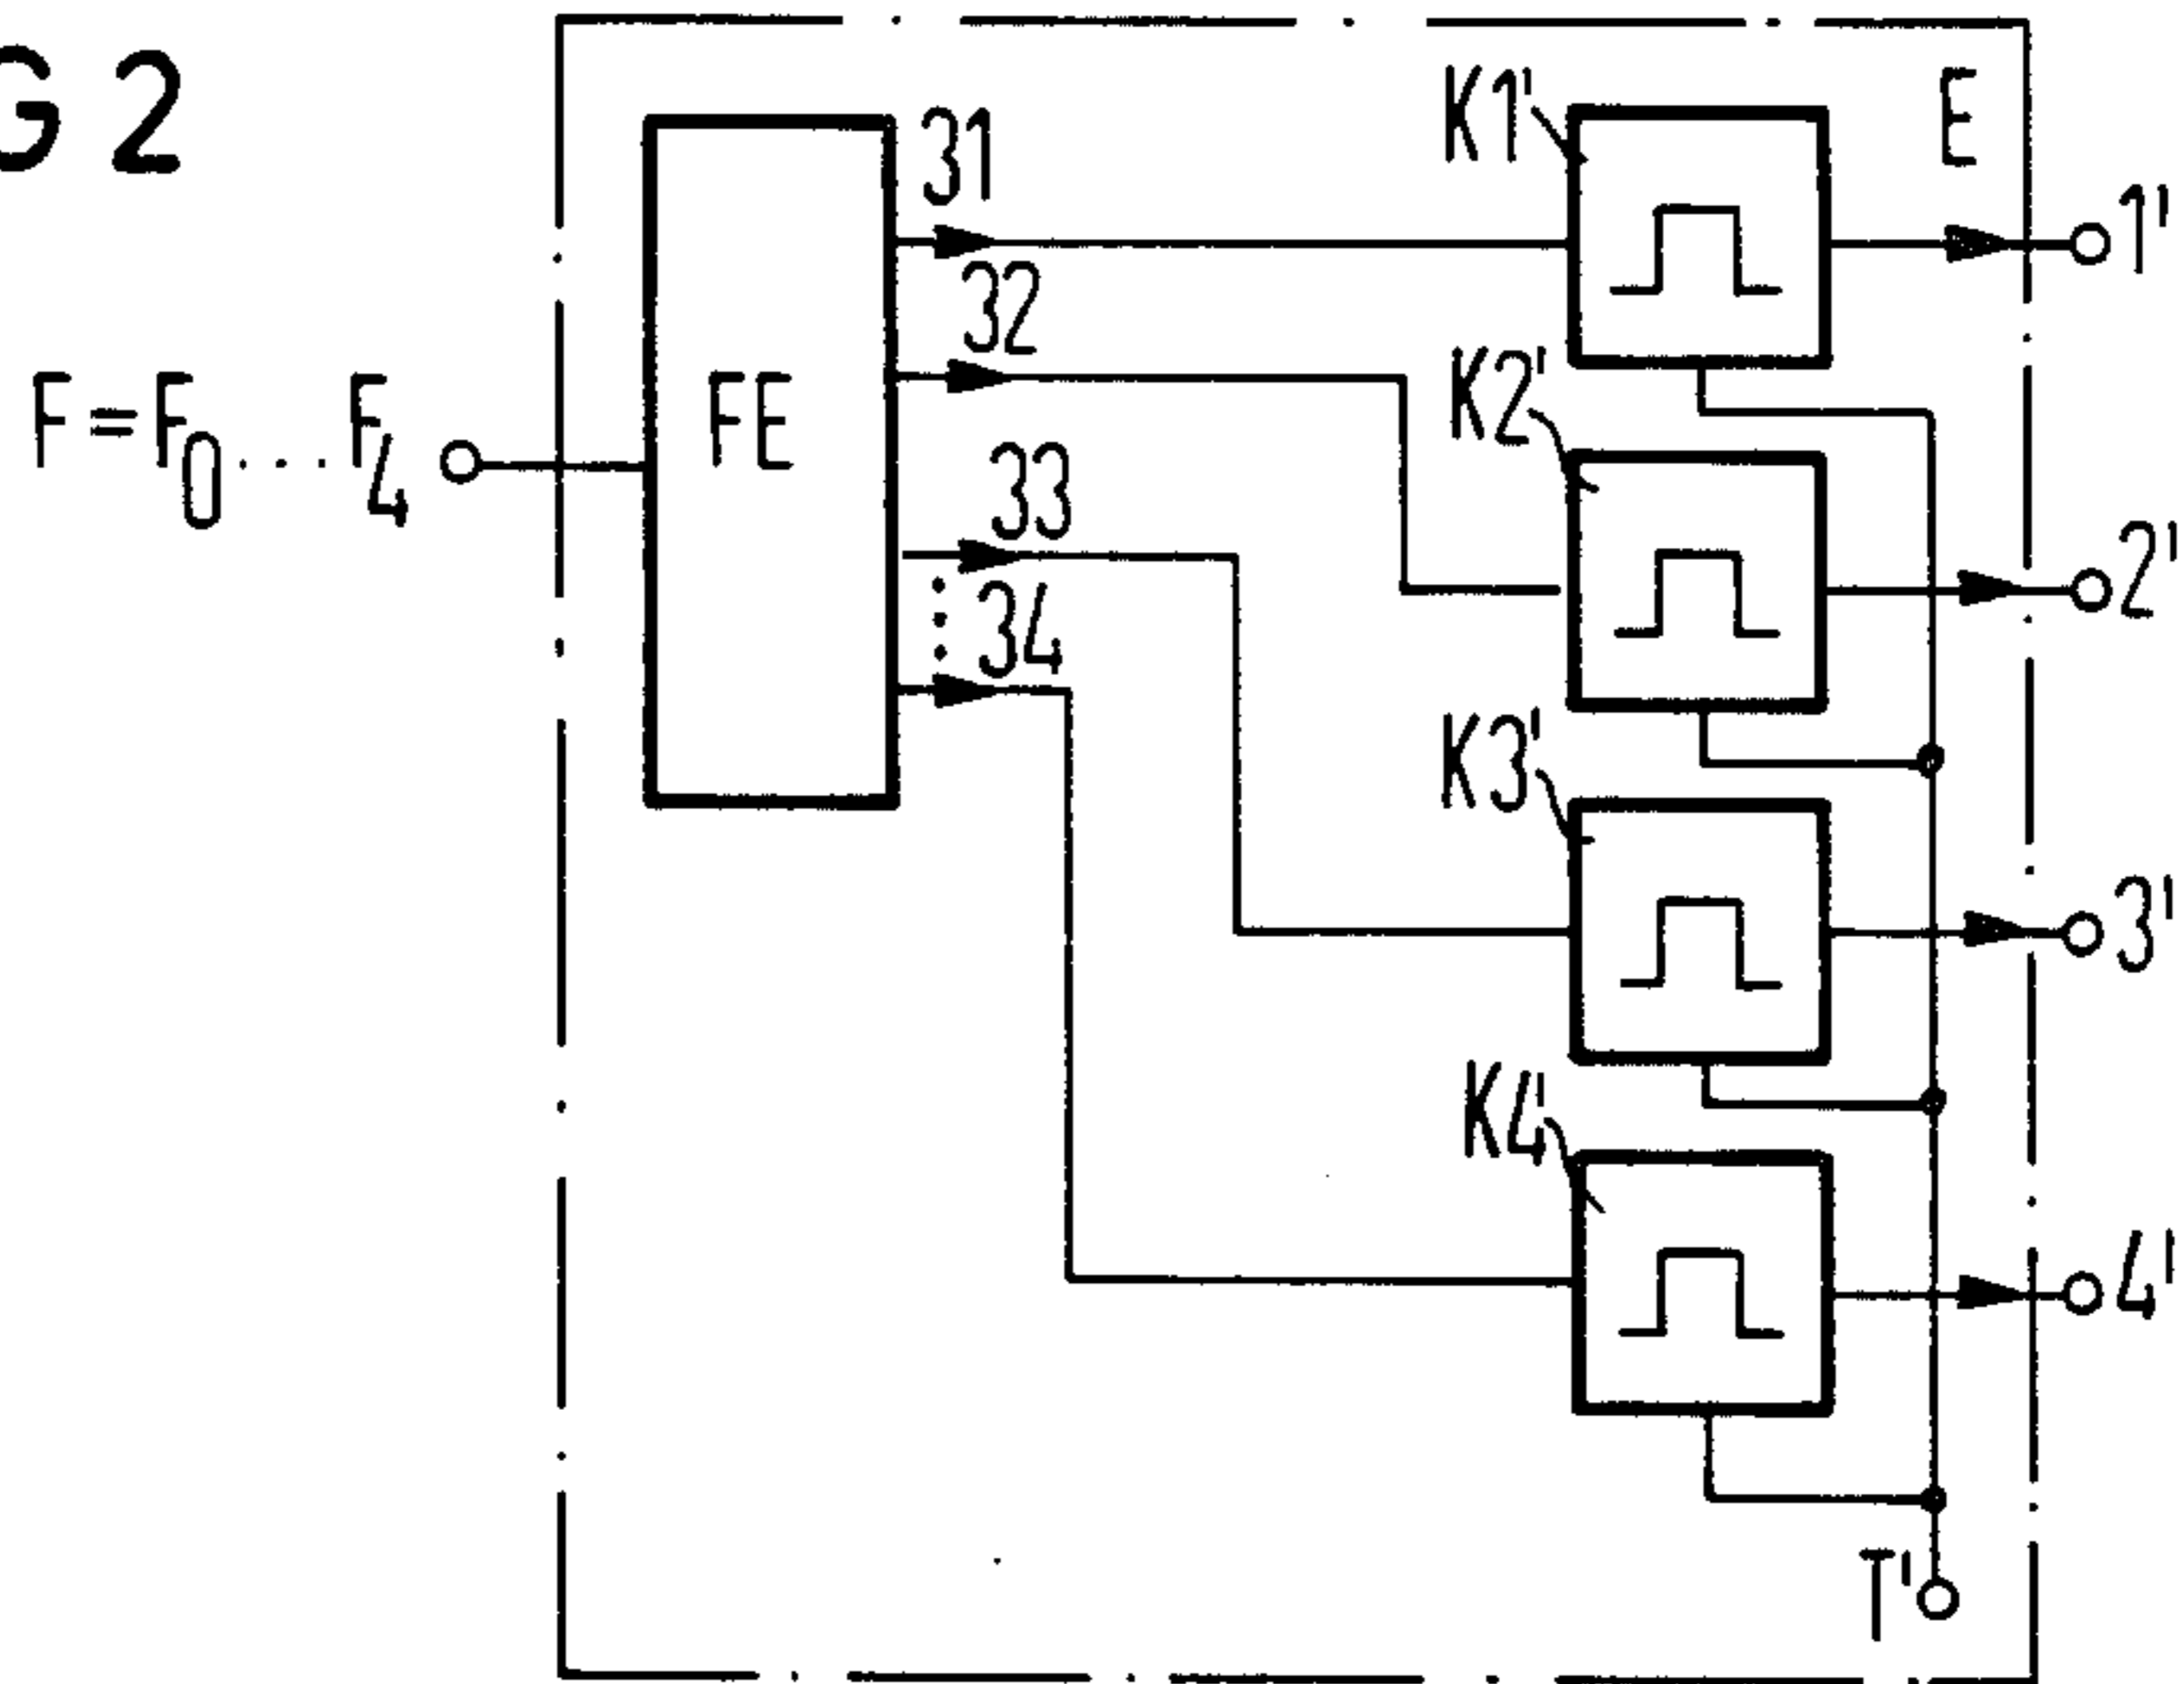 G 2
K1' E
31
1'
32
K2'
F = F0 . . . F4
FE
33
2'
34
K3'
3'
K4'
4'
T'